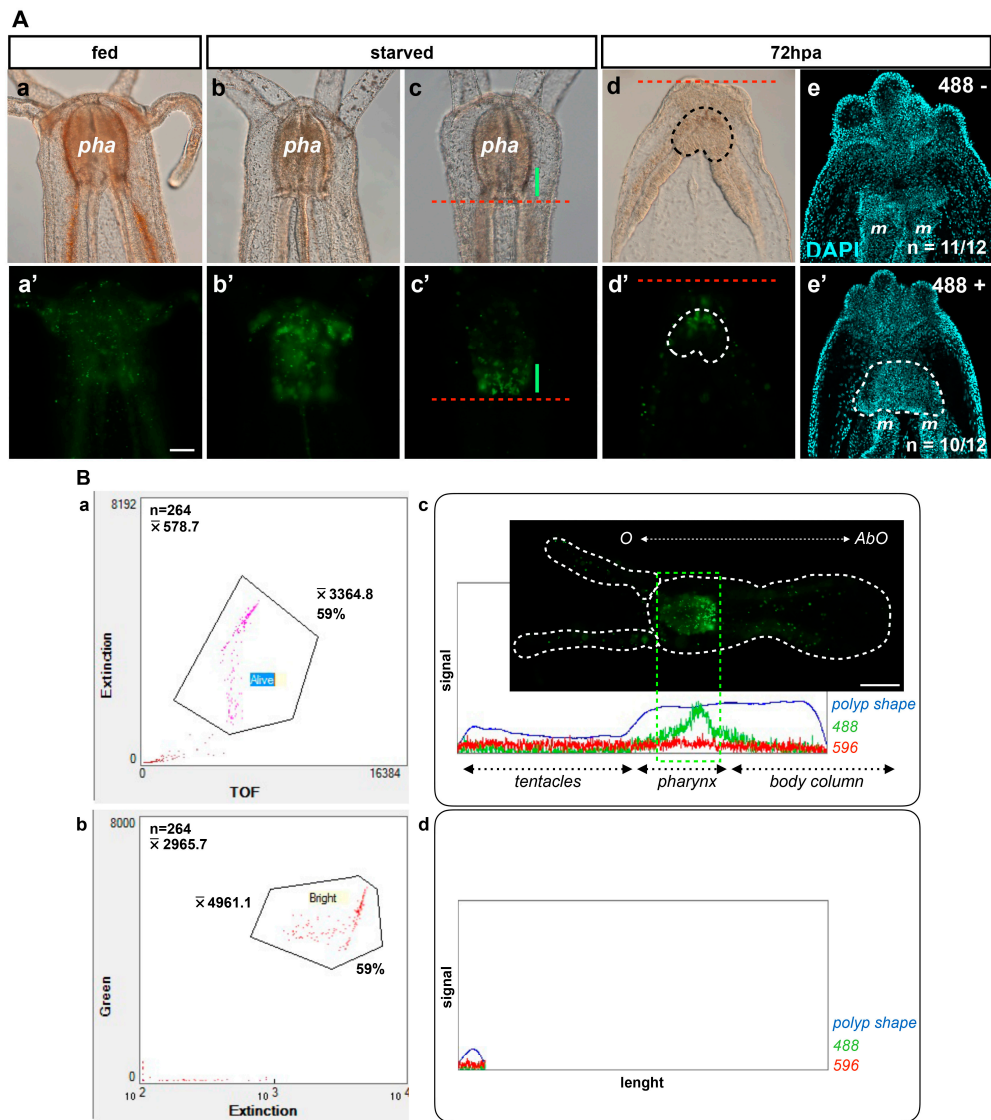 A
fed
starved
72hpa
a
b
c
d
e
488 -
pha
pha
pha
m
m
DAPI
n = 11/12
a'
b'
c'
d'
e'
488 +
m
m
n = 10/12
B
a
8192
n=264
x̅ 578.7
x̅ 3364.8
59%
Alive
Extinction
0
0
16384
TOF
b
8000
n=264
x̅ 2965.7
x̅ 4961.1
Bright
59%
Green
0
10 2
10 3
10 4
Extinction
c
O
AbO
signal
polyp shape
488
596
tentacles
pharynx
body column
d
signal
polyp shape
488
596
lenght